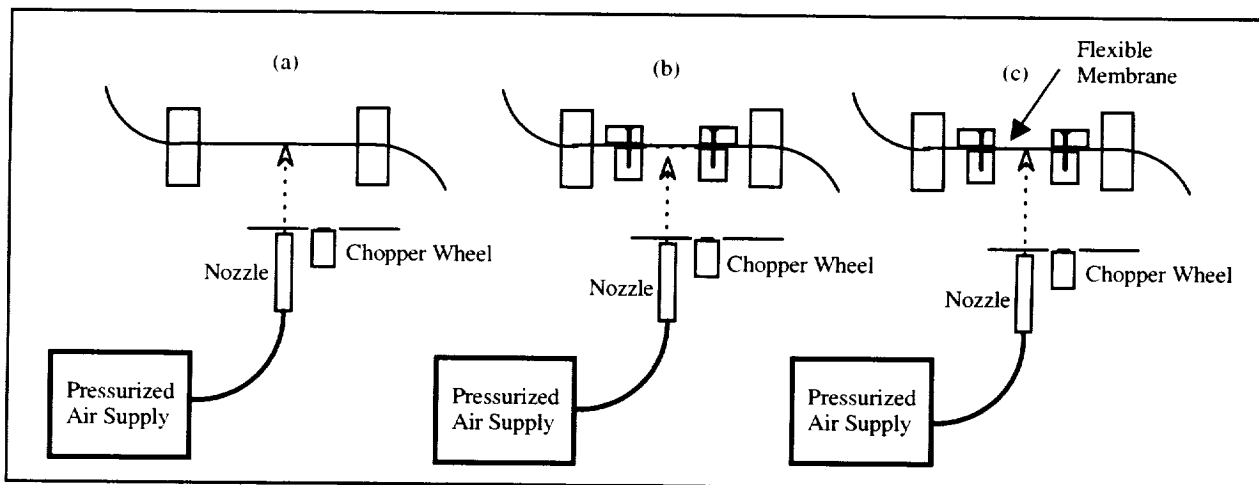 (a)
Nozzle
Chopper Wheel
Pressurized
Air Supply
(b)
Nozzle
Chopper Wheel
Pressurized
Air Supply
(c)
Flexible
Membrane
Nozzle
Chopper Wheel
Pressurized
Air Supply